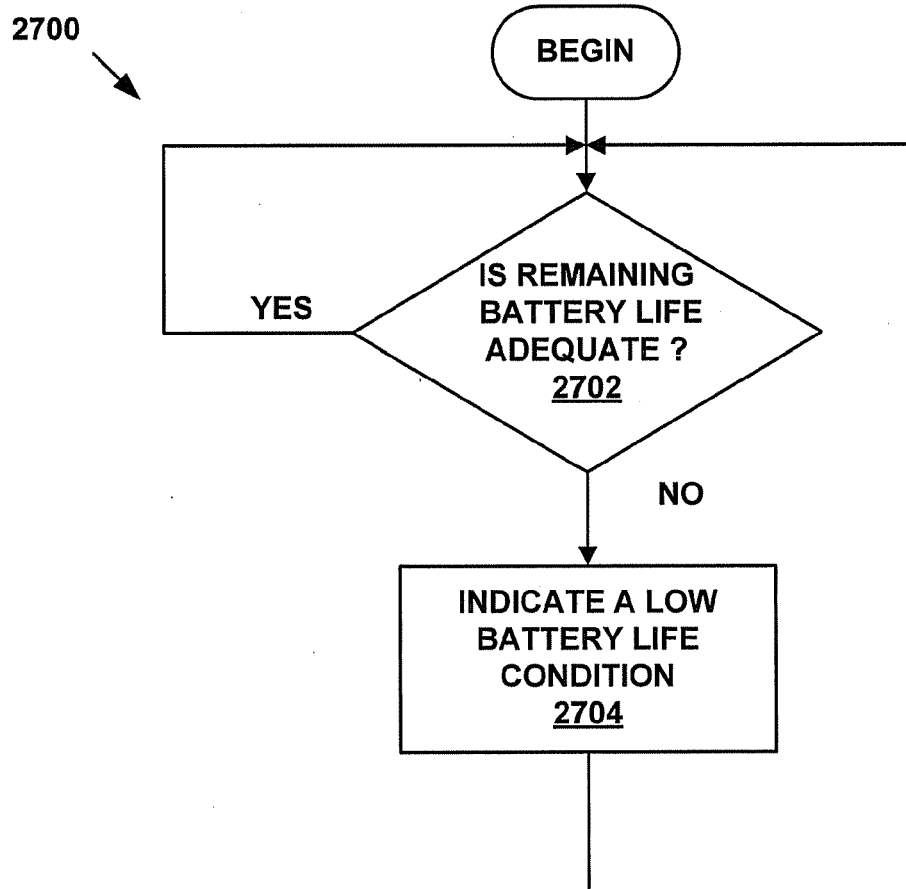 2700
BEGIN
IS REMAINING
BATTERY LIFE
ADEQUATE ?
2702
YES
NO
INDICATE A LOW
BATTERY LIFE
CONDITION
2704